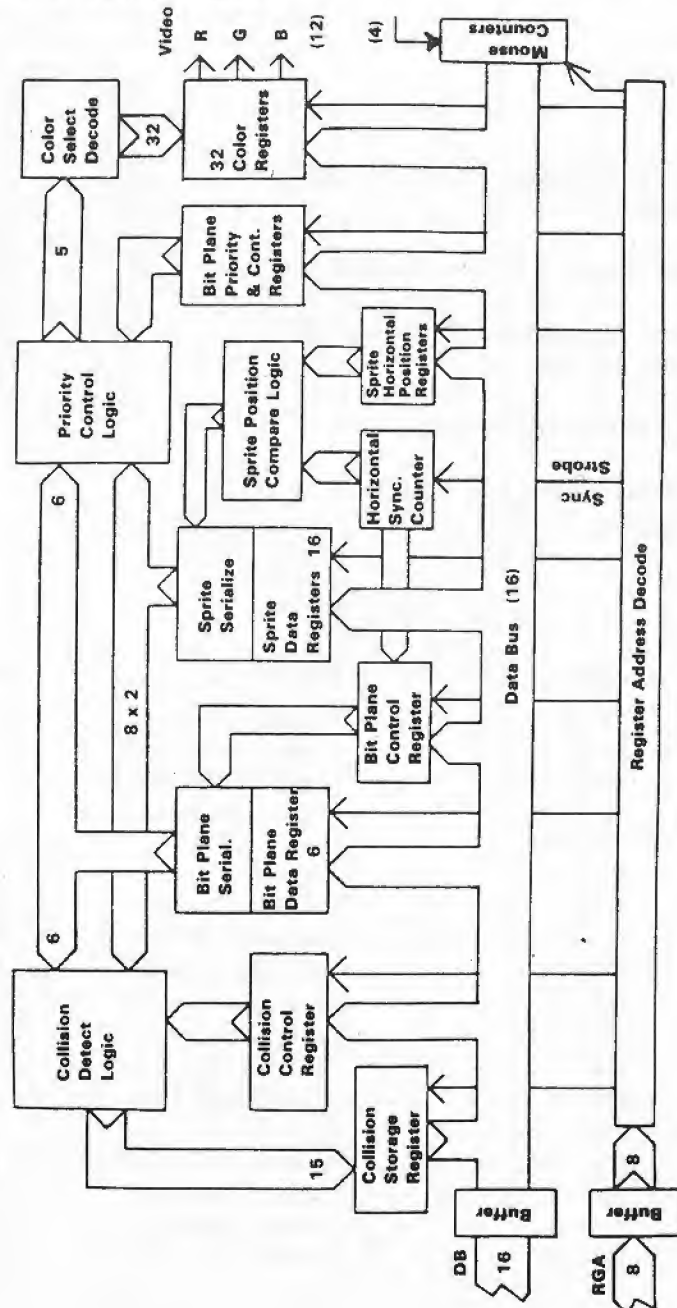 Collision
Detect
Logic
6
6
8 x 2
Priority
Control
Logic
5
Color
Select
Decode
32
Video
R
G
B
(12)
15
Collision
Control
Register
Bit Plane
Serial.
Bit Plane
Data Register
6
Sprite
Serialize
Sprite
Data
Registers 16
Sprite Position
Compare Logic
Bit Plane
Priority
& Cont.
Registers
32
Color
Registers
Collision
Storage
Register
Bit Plane
Control
Register
Horizontal
Sync.
Counter
Sprite
Horizontal
Position
Registers
(4)
Mouse
Counters
DB
16
Buffer
Data Bus (16)
Sync
Strobe
RGA
8
Buffer
8
Register Address Decode